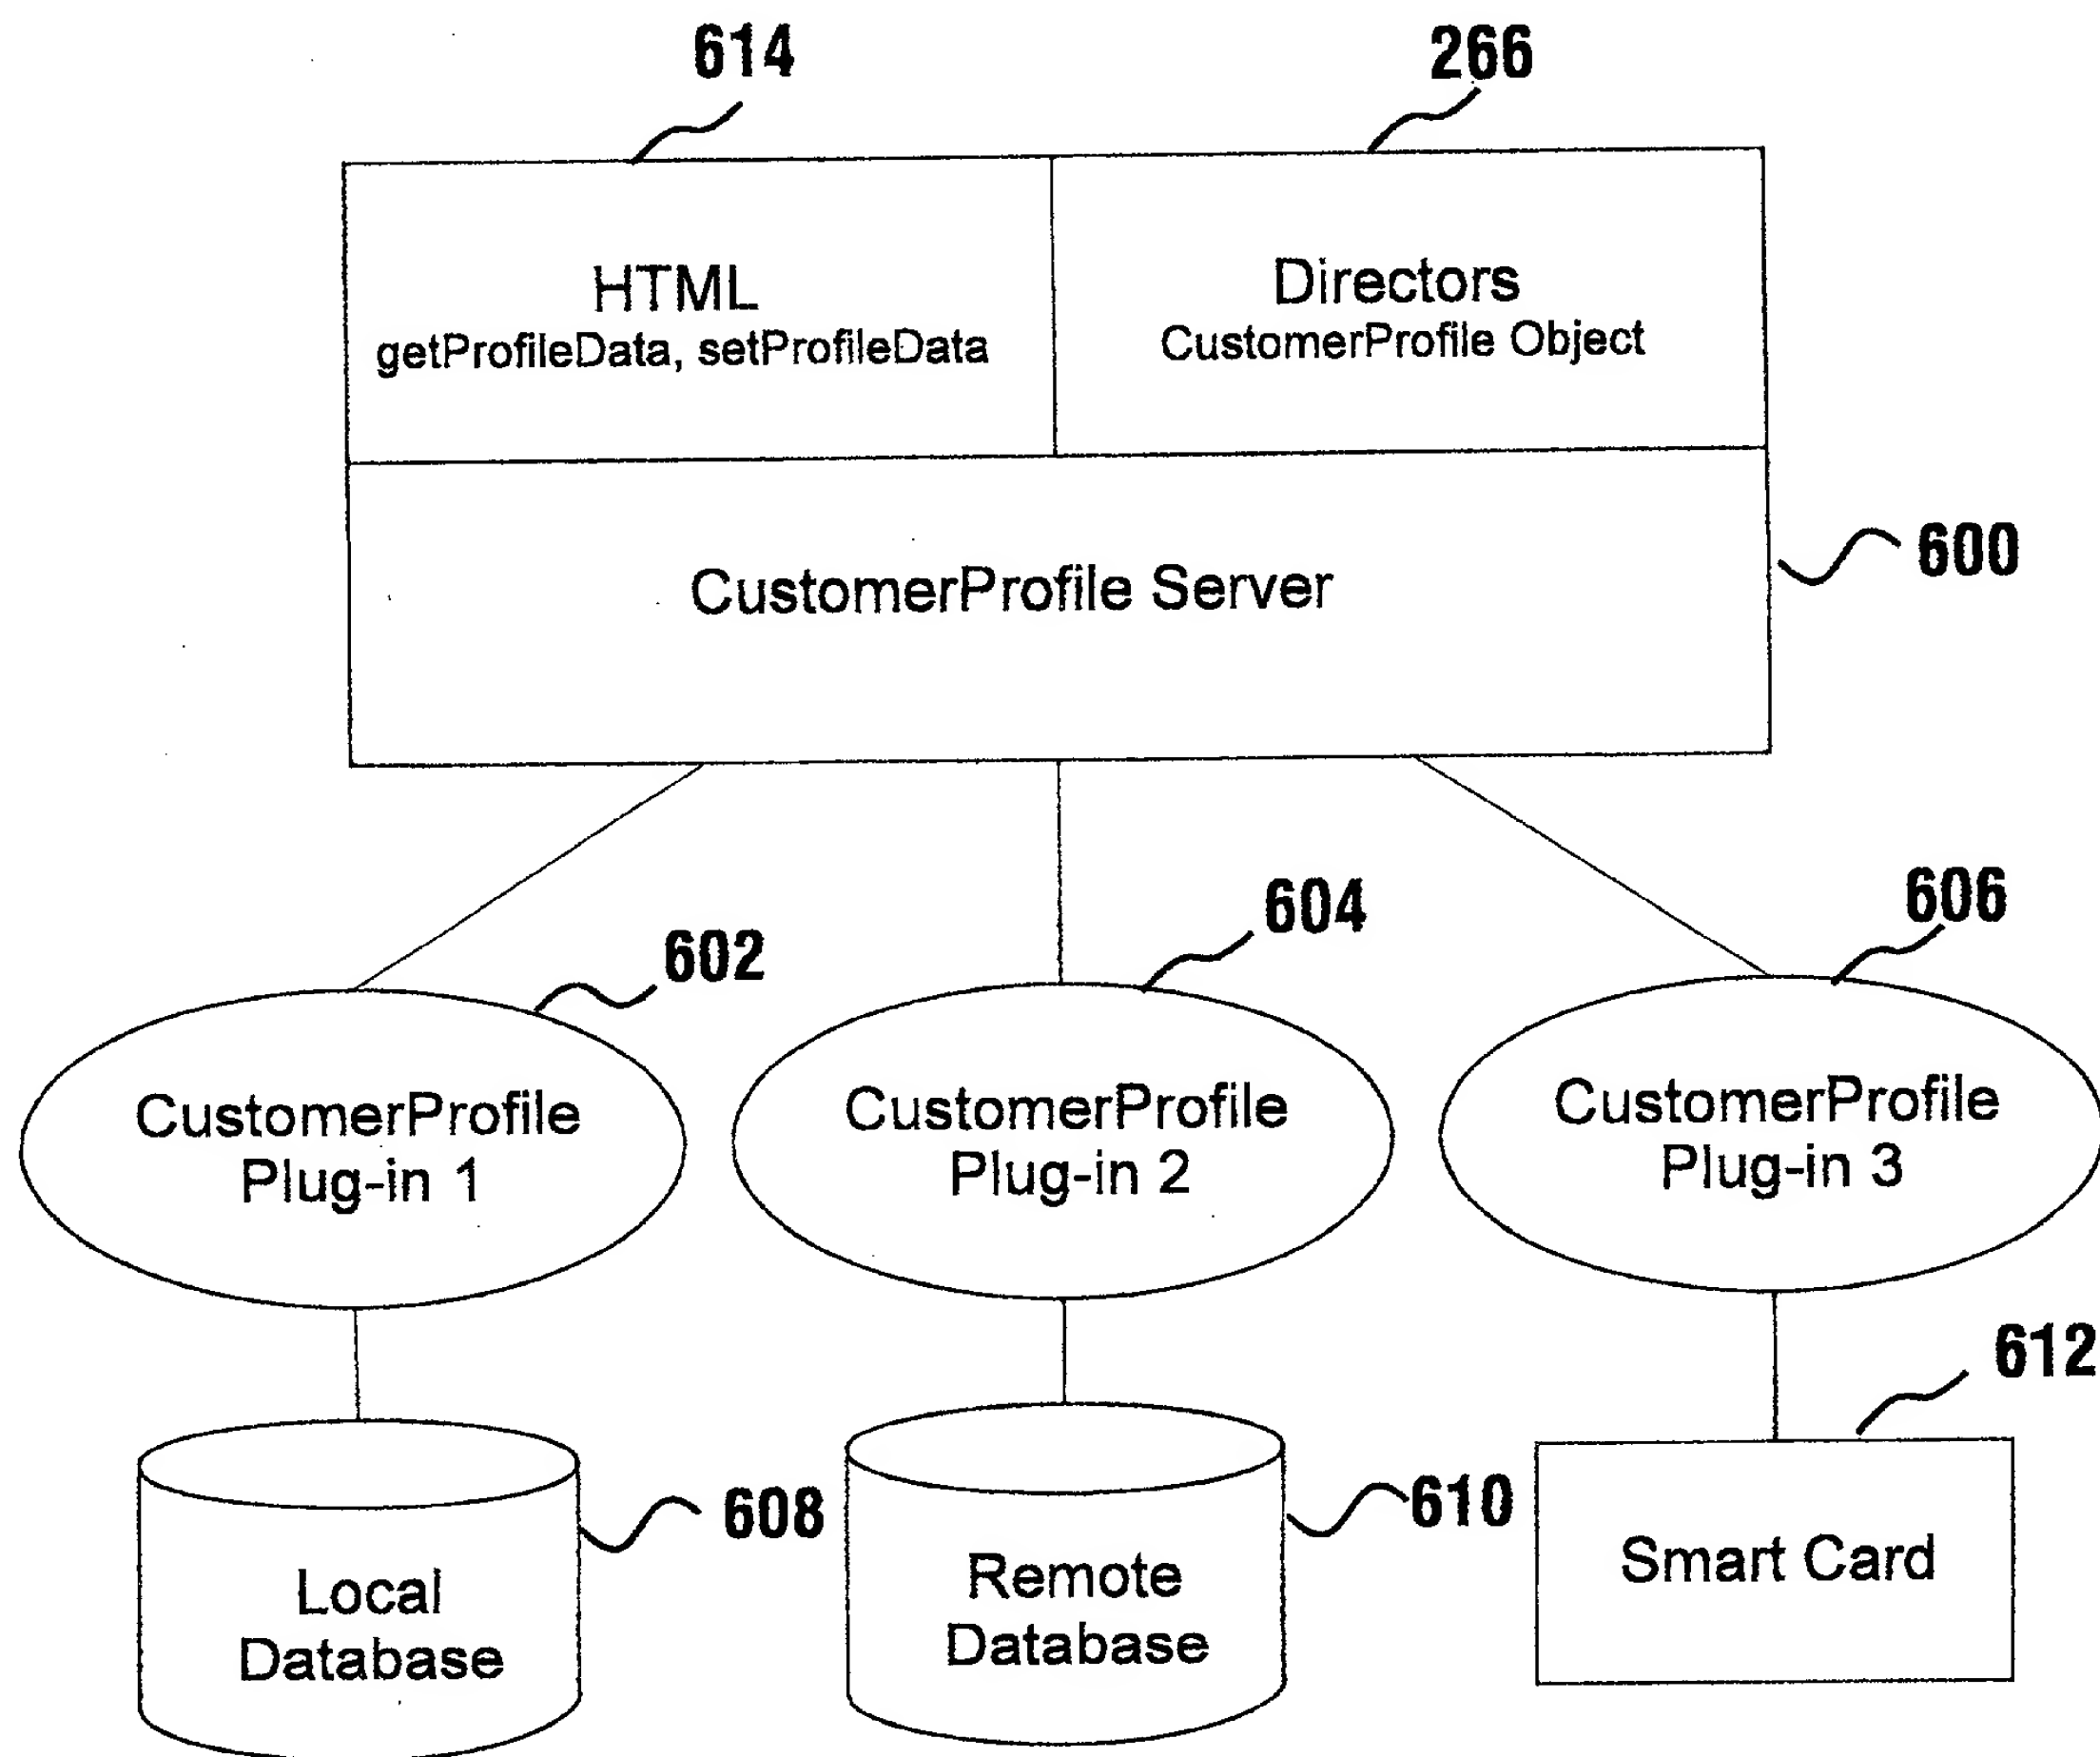 614
266
HTML
getProfileData, setProfileData
Directors
CustomerProfile Object
CustomerProfile Server
600
602
604
606
CustomerProfile
Plug-in 1
CustomerProfile
Plug-in 2
CustomerProfile
Plug-in 3
612
608
610
Local
Database
Remote
Database
Smart Card